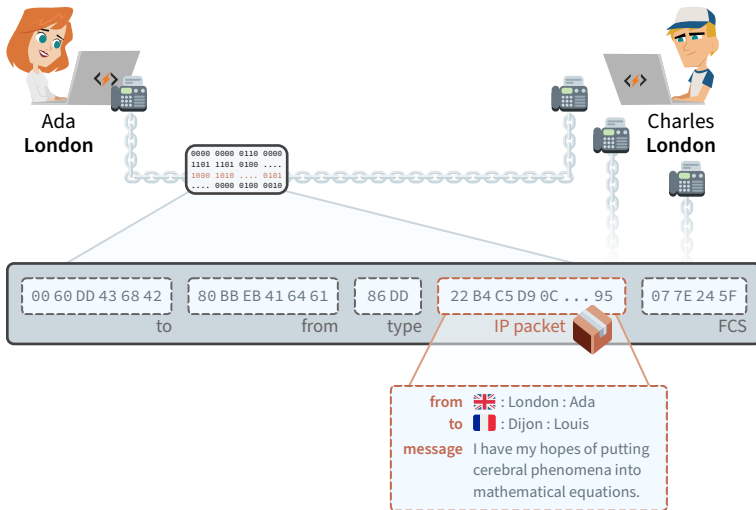 Ada
London
Charles
London
0000 0000 0110 0000
1101 1101 0100 ....
1000 1010 .... 0101
.... 0000 0100 0010
00 60 DD 43 68 42
to
80 BB EB 41 64 61
from
86 DD
type
22 B4 C5 D9 0C ... 95
IP packet
07 7E 24 5F
FCS
from : London : Ada
to : Dijon : Louis
message I have my hopes of putting
cerebral phenomena into
mathematical equations.